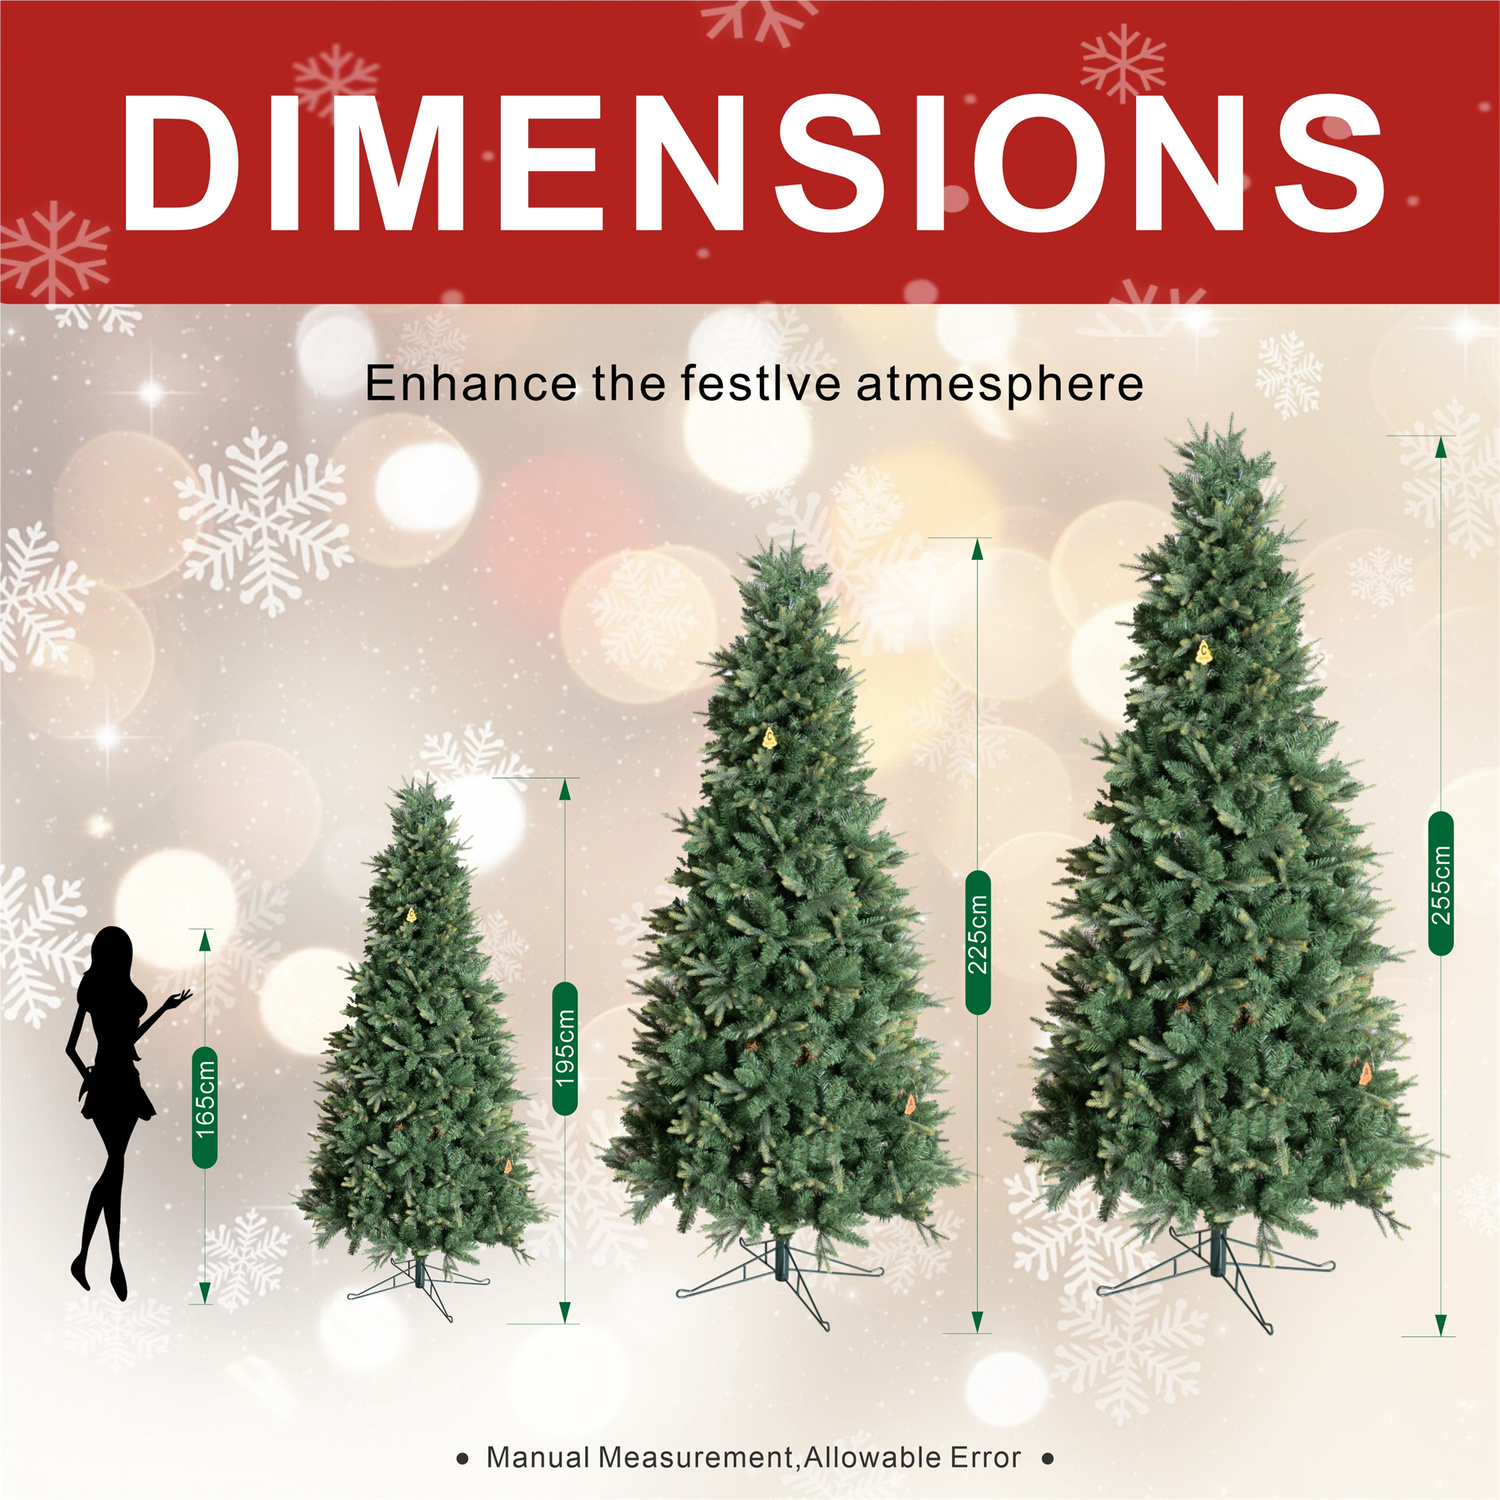 DIMENSIONS
Enhance the festlve atmesphere
165cm
195cm
225cm
255cm
● Manual Measurement,Allowable Error ●